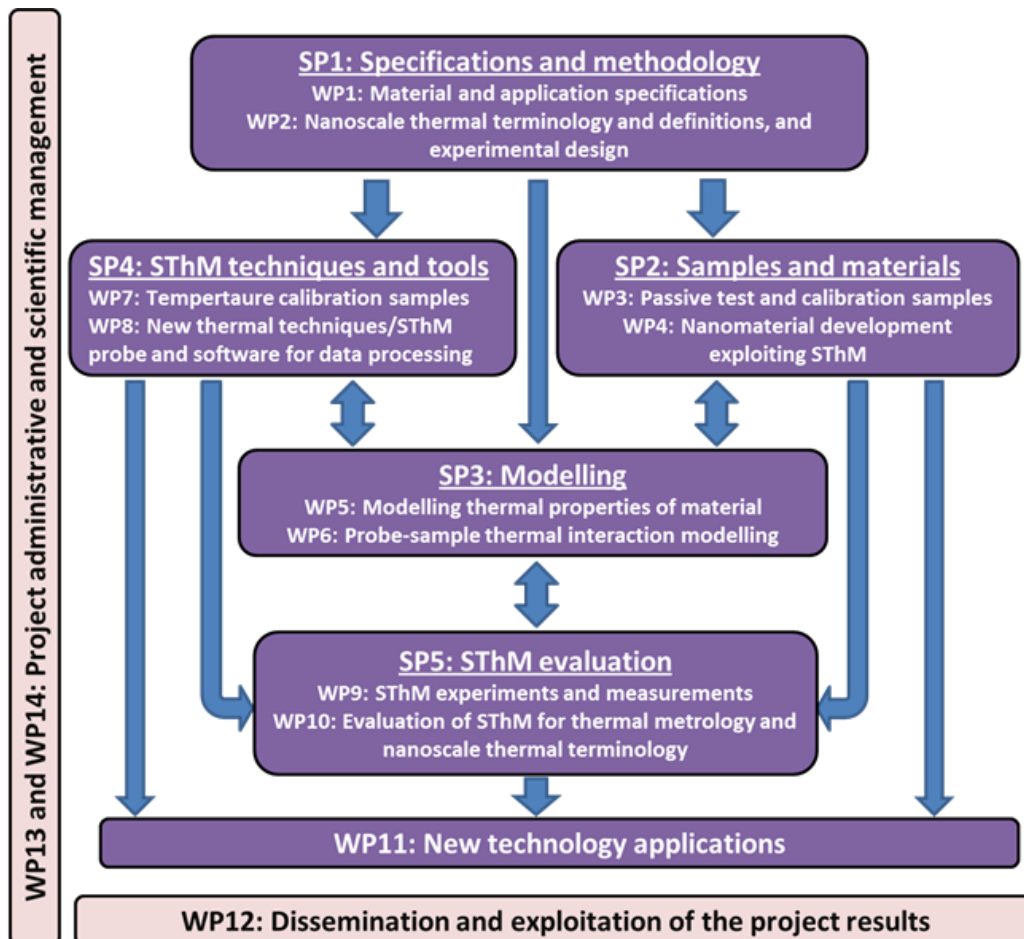 WP13 and WP14: Project administrative and scientific management
SP1: Specifications and methodology
WP1: Material and application specifications
WP2: Nanoscale thermal terminology and definitions, and
experimental design
SP4: SThM techniques and tools
WP7: Tempertaure calibration samples
WP8: New thermal techniques/SThM
probe and software for data processing
SP2: Samples and materials
WP3: Passive test and calibration samples
WP4: Nanomaterial development
exploiting SThM
SP3: Modelling
WP5: Modelling thermal properties of material
WP6: Probe-sample thermal interaction modelling
SP5: SThM evaluation
WP9: SThM experiments and measurements
WP10: Evaluation of SThM for thermal metrology and
nanoscale thermal terminology
WP11: New technology applications
WP12: Dissemination and exploitation of the project results